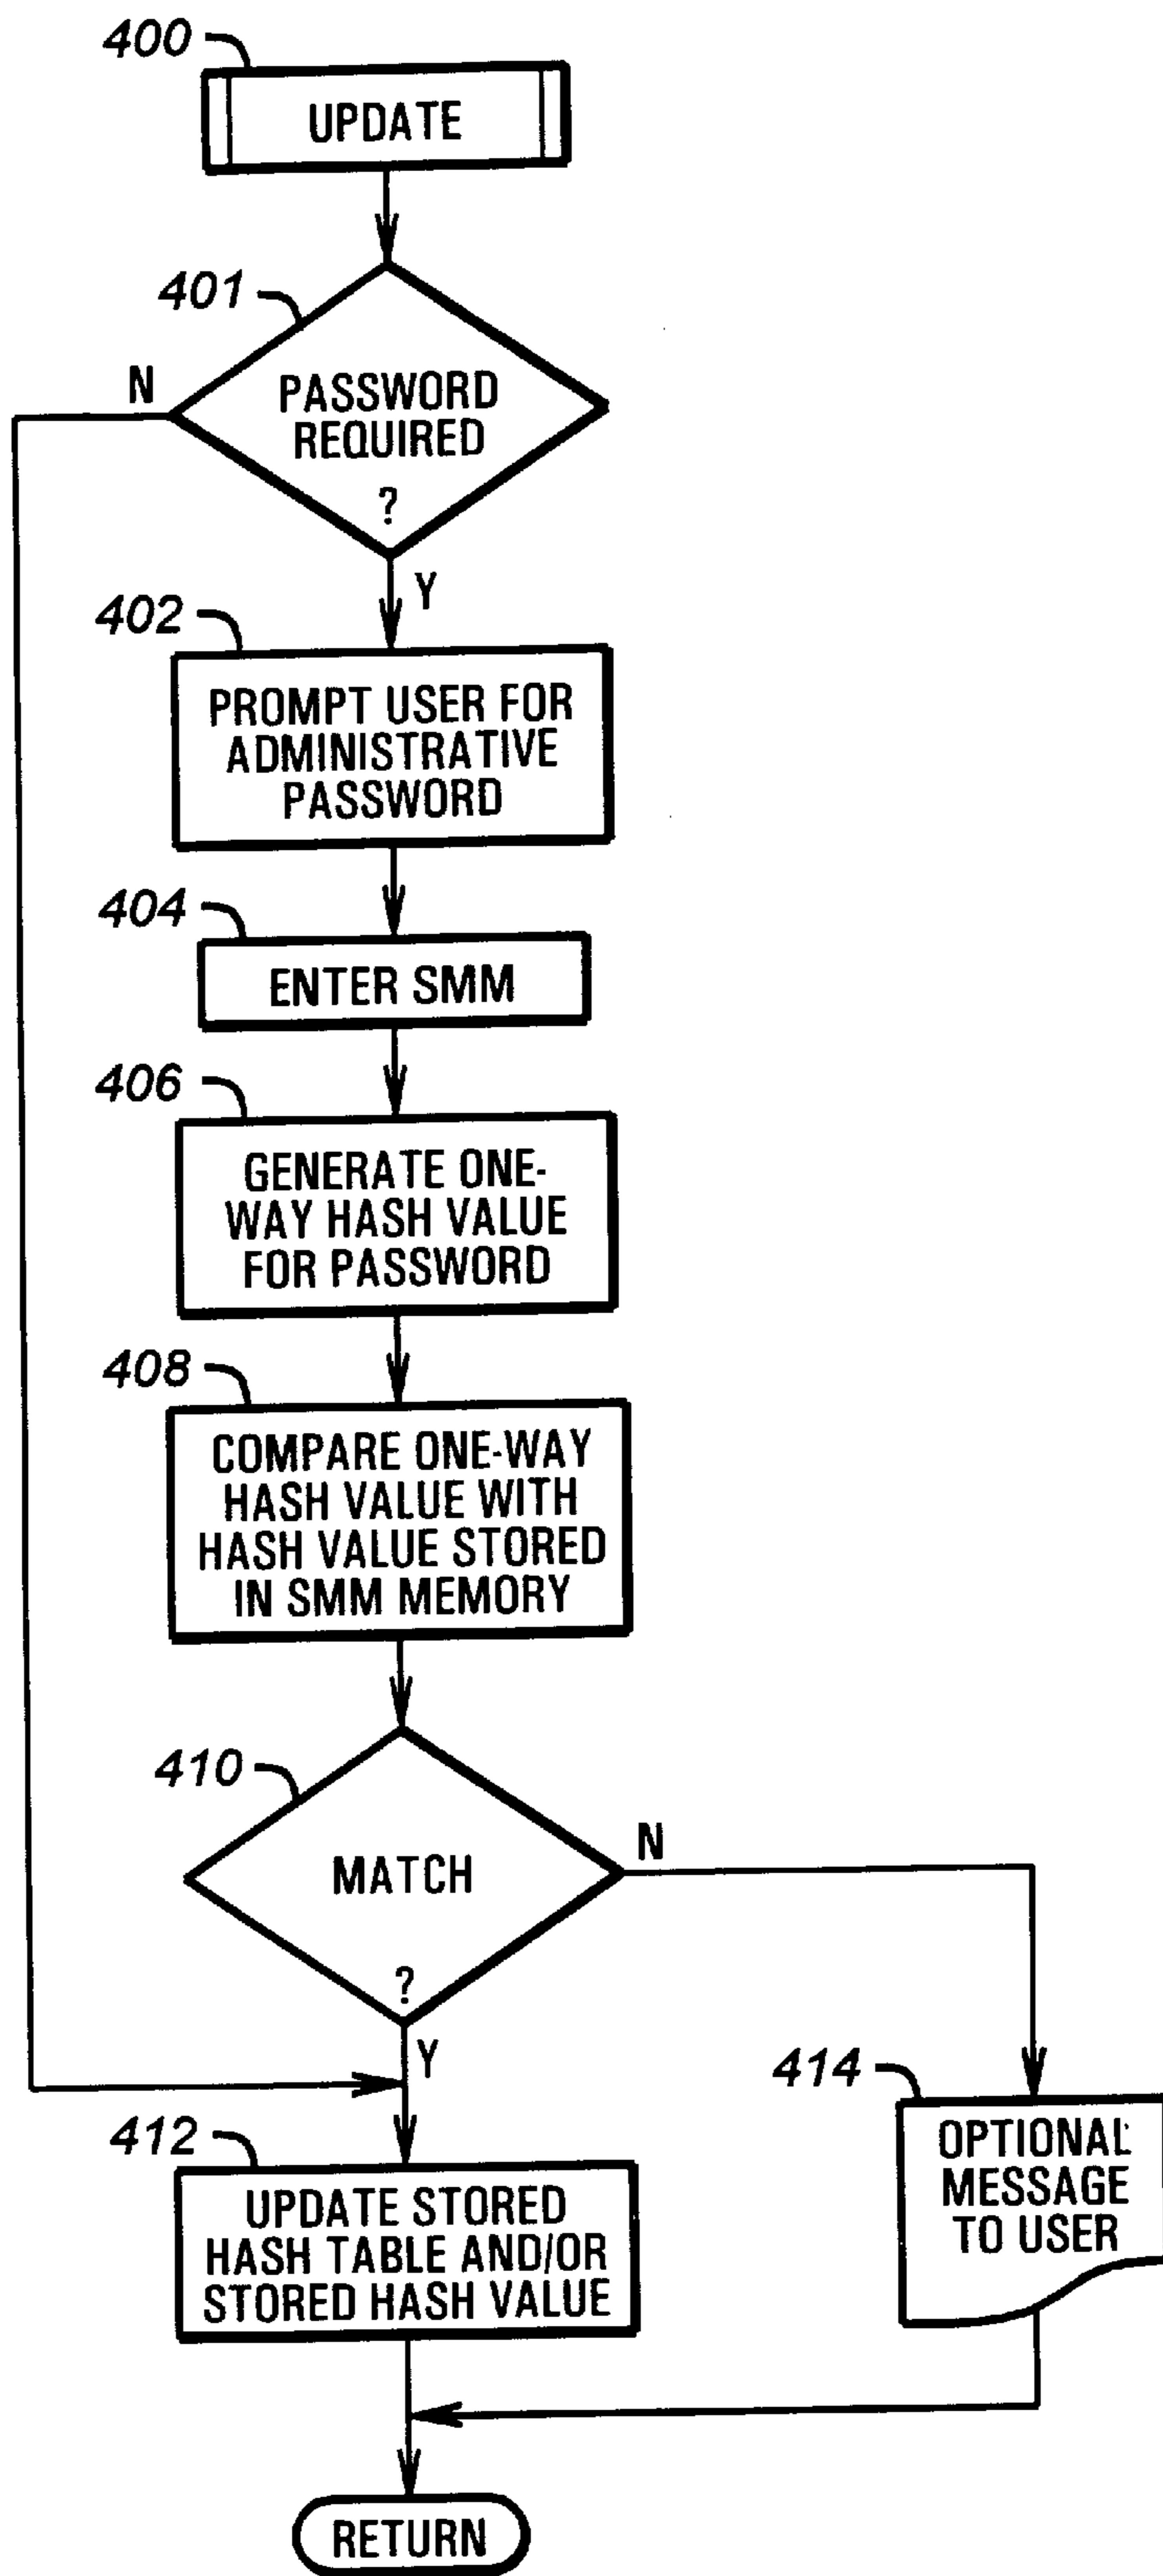 400
UPDATE
401
N
PASSWORD
REQUIRED
?
Y
402
PROMPT USER FOR
ADMINISTRATIVE
PASSWORD
404
ENTER SMM
406
GENERATE ONE-
WAY HASH VALUE
FOR PASSWORD
408
COMPARE ONE-WAY
HASH VALUE WITH
HASH VALUE STORED
IN SMM MEMORY
410
N
MATCH
?
Y
414
OPTIONAL
MESSAGE
TO USER
412
UPDATE STORED
HASH TABLE AND/OR
STORED HASH VALUE
RETURN